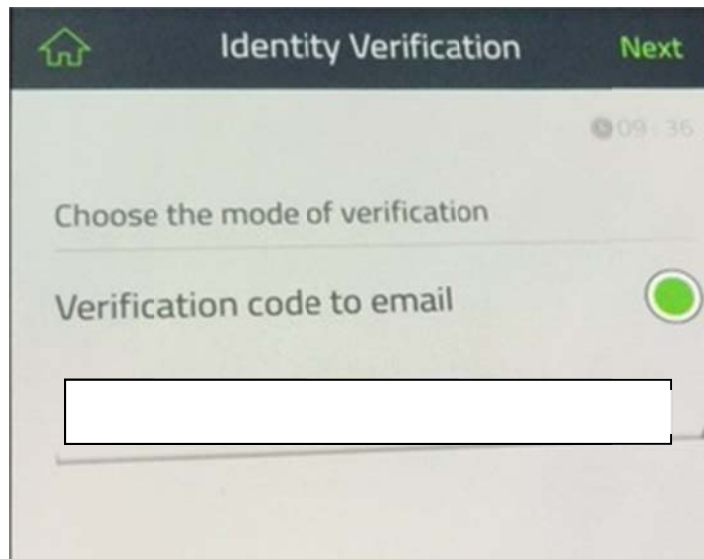 Identity Verification Next
09:36
Choose the mode of verification
Verification code to email